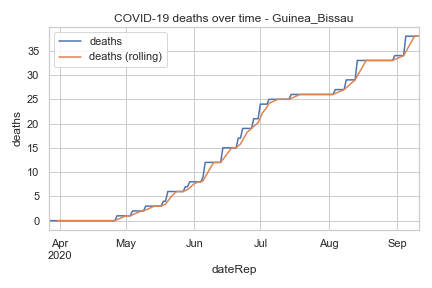 COVID-19 deaths over time - Guinea_Bissau
deaths
deaths (rolling)
35
30
25
20
15
10
5
0
deaths
Apr
2020
May
Jun
Jul
Aug
Sep
dateRep